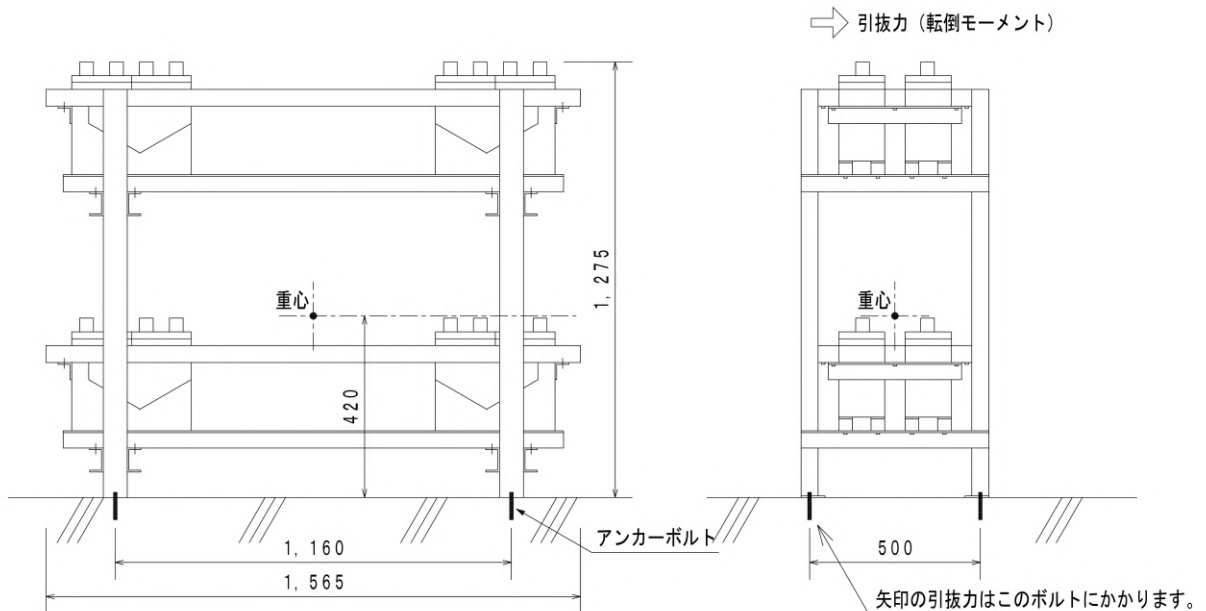 引抜力（転倒モーメント）
重心
重心
1,275
420
アンカーボルト
1,160
500
1,565
矢印の引抜力はこのボルトにかかります。